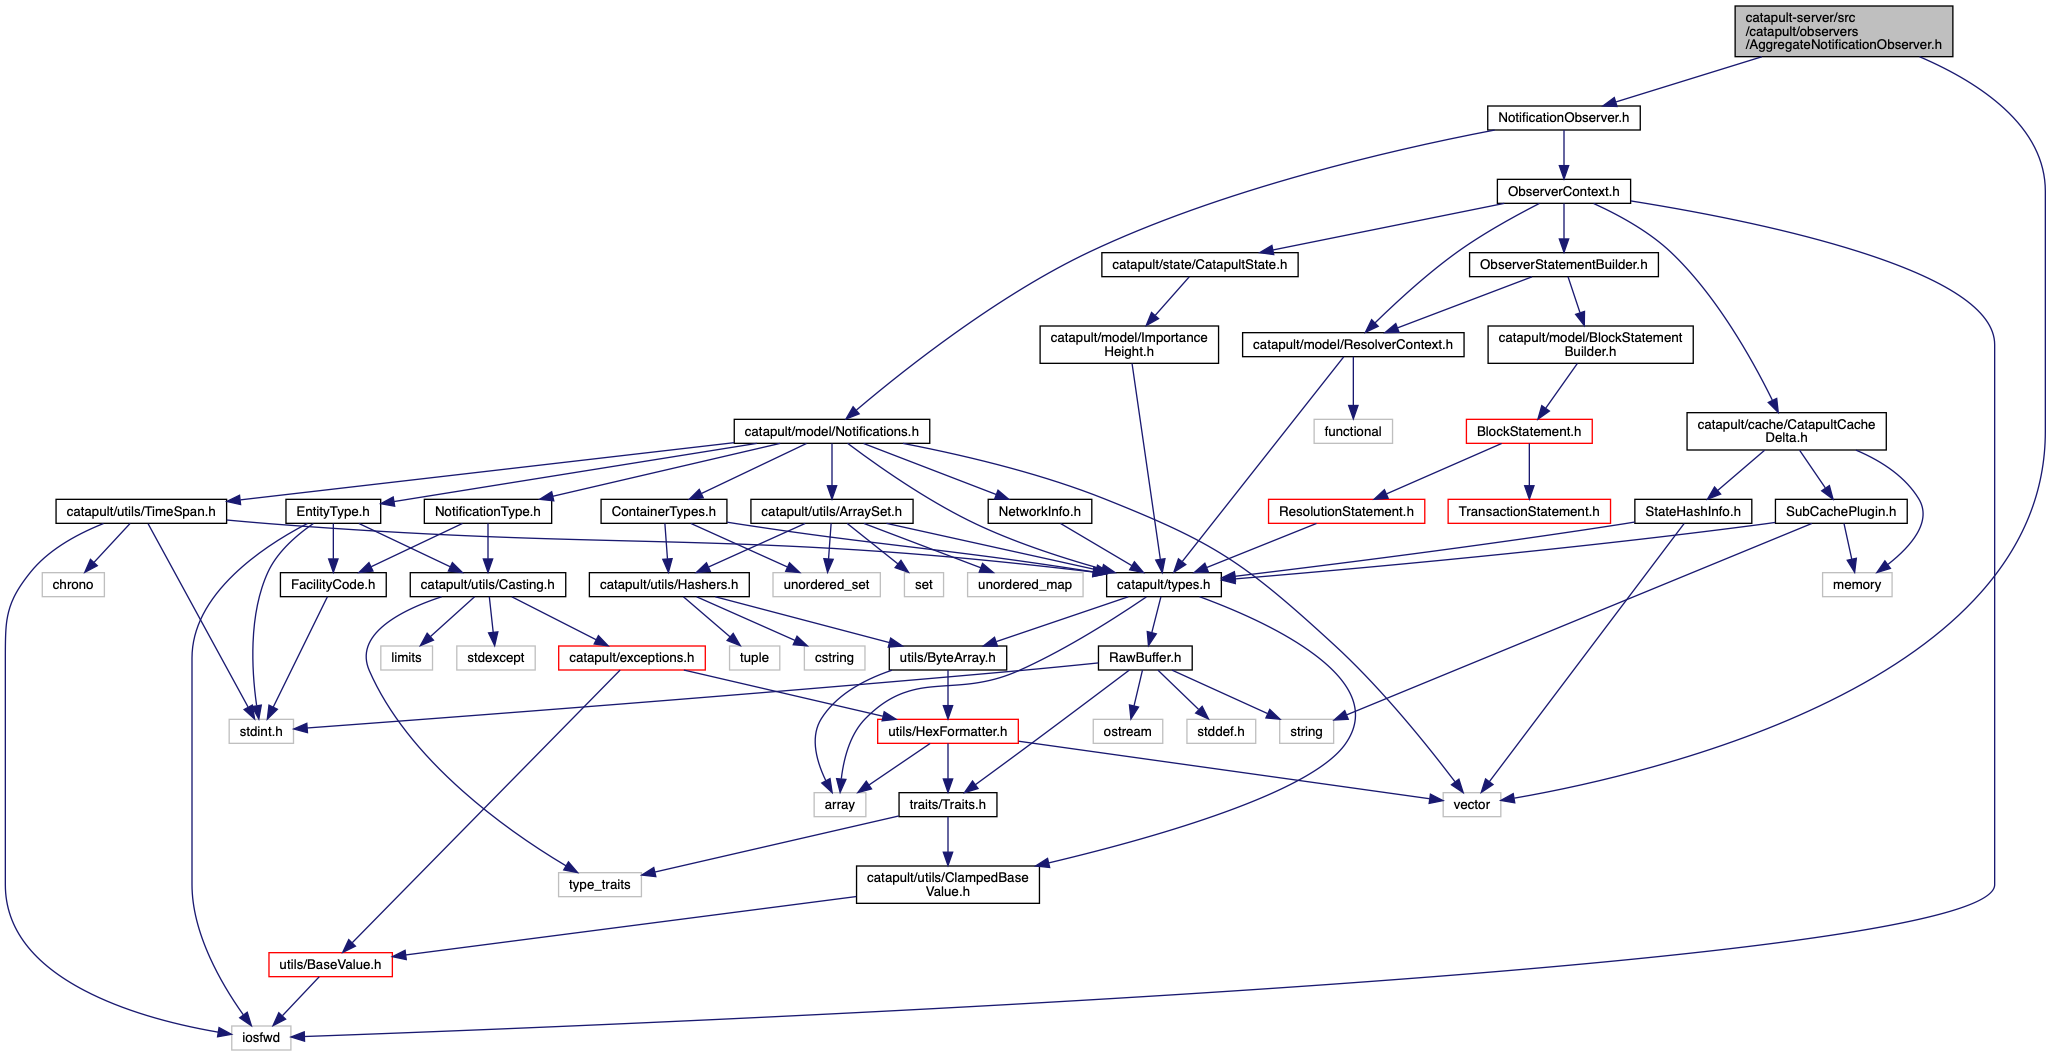 catapult-server/src
/catapult/observers
/AggregateNotificationObserver.h
NotificationObserver.h
ObserverContext.h
catapult/state/CatapultState.h
ObserverStatementBuilder.h
catapult/model/Importance
Height.h
catapult/model/ResolverContext.h
catapult/model/BlockStatement
Builder.h
catapult/model/Notifications.h
functional
BlockStatement.h
catapult/cache/CatapultCache
Delta.h
catapult/utils/TimeSpan.h
EntityType.h
NotificationType.h
ContainerTypes.h
catapult/utils/ArraySet.h
NetworkInfo.h
ResolutionStatement.h
TransactionStatement.h
StateHashInfo.h
SubCachePlugin.h
chrono
FacilityCode.h
catapult/utils/Casting.h
catapult/utils/Hashers.h
unordered_set
set
unordered_map
catapult/types.h
memory
limits
stdexcept
catapult/exceptions.h
tuple
cstring
utils/ByteArray.h
RawBuffer.h
stdint.h
utils/HexFormatter.h
ostream
stddef.h
string
array
traits/Traits.h
vector
type_traits
catapult/utils/ClampedBase
Value.h
utils/BaseValue.h
iosfwd